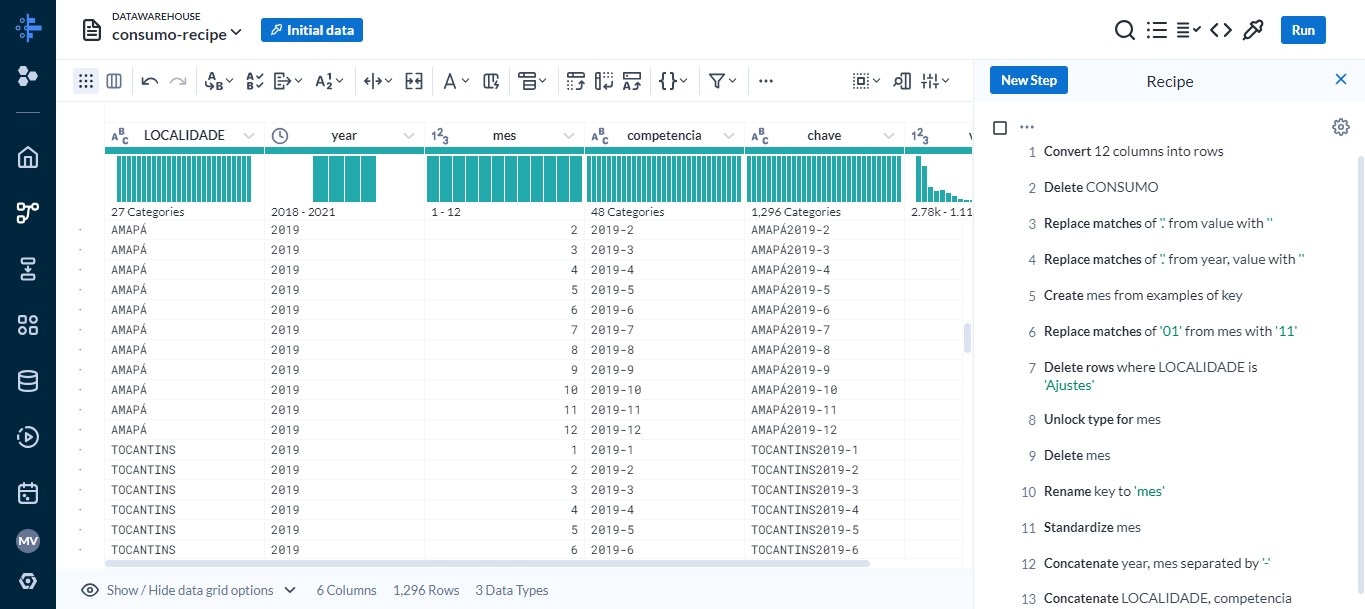 DATAWAREHOUSE
consumo-recipe
Initial data
Run
New Step
Recipe
LOCALIDADE
year
mes
competencia
chave
27 Categories
2018 - 2021
1 - 12
48 Categories
1,296 Categories
2.78k - 1.11
AMAPÁ 2019 2 2019-2 AMAPÁ2019-2
AMAPÁ 2019 3 2019-3 AMAPÁ2019-3
AMAPÁ 2019 4 2019-4 AMAPÁ2019-4
AMAPÁ 2019 5 2019-5 AMAPÁ2019-5
AMAPÁ 2019 6 2019-6 AMAPÁ2019-6
AMAPÁ 2019 7 2019-7 AMAPÁ2019-7
AMAPÁ 2019 8 2019-8 AMAPÁ2019-8
AMAPÁ 2019 9 2019-9 AMAPÁ2019-9
AMAPÁ 2019 10 2019-10 AMAPÁ2019-10
AMAPÁ 2019 11 2019-11 AMAPÁ2019-11
AMAPÁ 2019 12 2019-12 AMAPÁ2019-12
TOCANTINS 2019 1 2019-1 TOCANTINS2019-1
TOCANTINS 2019 2 2019-2 TOCANTINS2019-2
TOCANTINS 2019 3 2019-3 TOCANTINS2019-3
TOCANTINS 2019 4 2019-4 TOCANTINS2019-4
TOCANTINS 2019 5 2019-5 TOCANTINS2019-5
TOCANTINS 2019 6 2019-6 TOCANTINS2019-6
Show / Hide data grid options
6 Columns
1,296 Rows
3 Data Types
MV
1 Convert 12 columns into rows
2 Delete CONSUMO
3 Replace matches of '.' from value with ''
4 Replace matches of '.' from year, value with ''
5 Create mes from examples of key
6 Replace matches of '01' from mes with '11'
7 Delete rows where LOCALIDADE is
'Ajustes'
8 Unlock type for mes
9 Delete mes
10 Rename key to 'mes'
11 Standardize mes
12 Concatenate year, mes separated by '-'
13 Concatenate LOCALIDADE, competencia